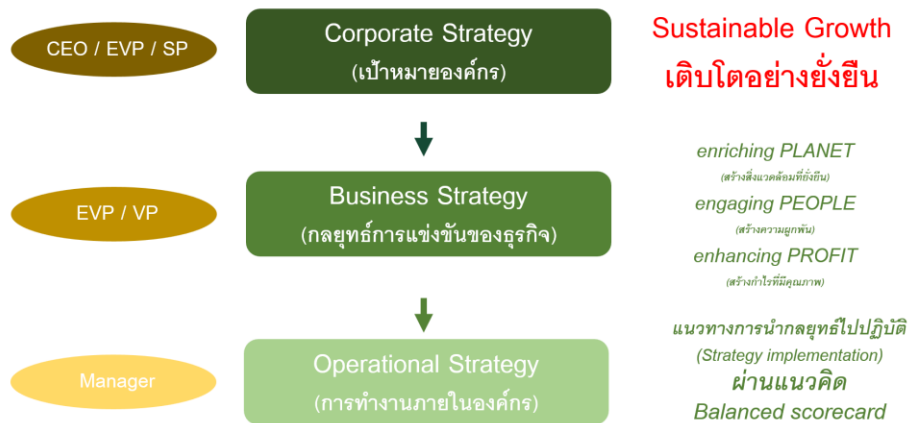 CEO / EVP / SP
Corporate Strategy
(เป้าหมายองค์กร)
Sustainable Growth
เติบโตอย่างยั่งยืน
EVP / VP
Business Strategy
(กลยุทธ์การแข่งขันของธุรกิจ)
enriching PLANET
(สร้างสิ่งแวดล้อมที่ยั่งยืน)
engaging PEOPLE
(สร้างความผูกพัน)
enhancing PROFIT
(สร้างกำไรที่มีคุณภาพ)
Manager
Operational Strategy
(การทำงานภายในองค์กร)
แนวทางการนำกลยุทธ์ไปปฏิบัติ
(Strategy implementation)
ผ่านแนวคิด
Balanced scorecard